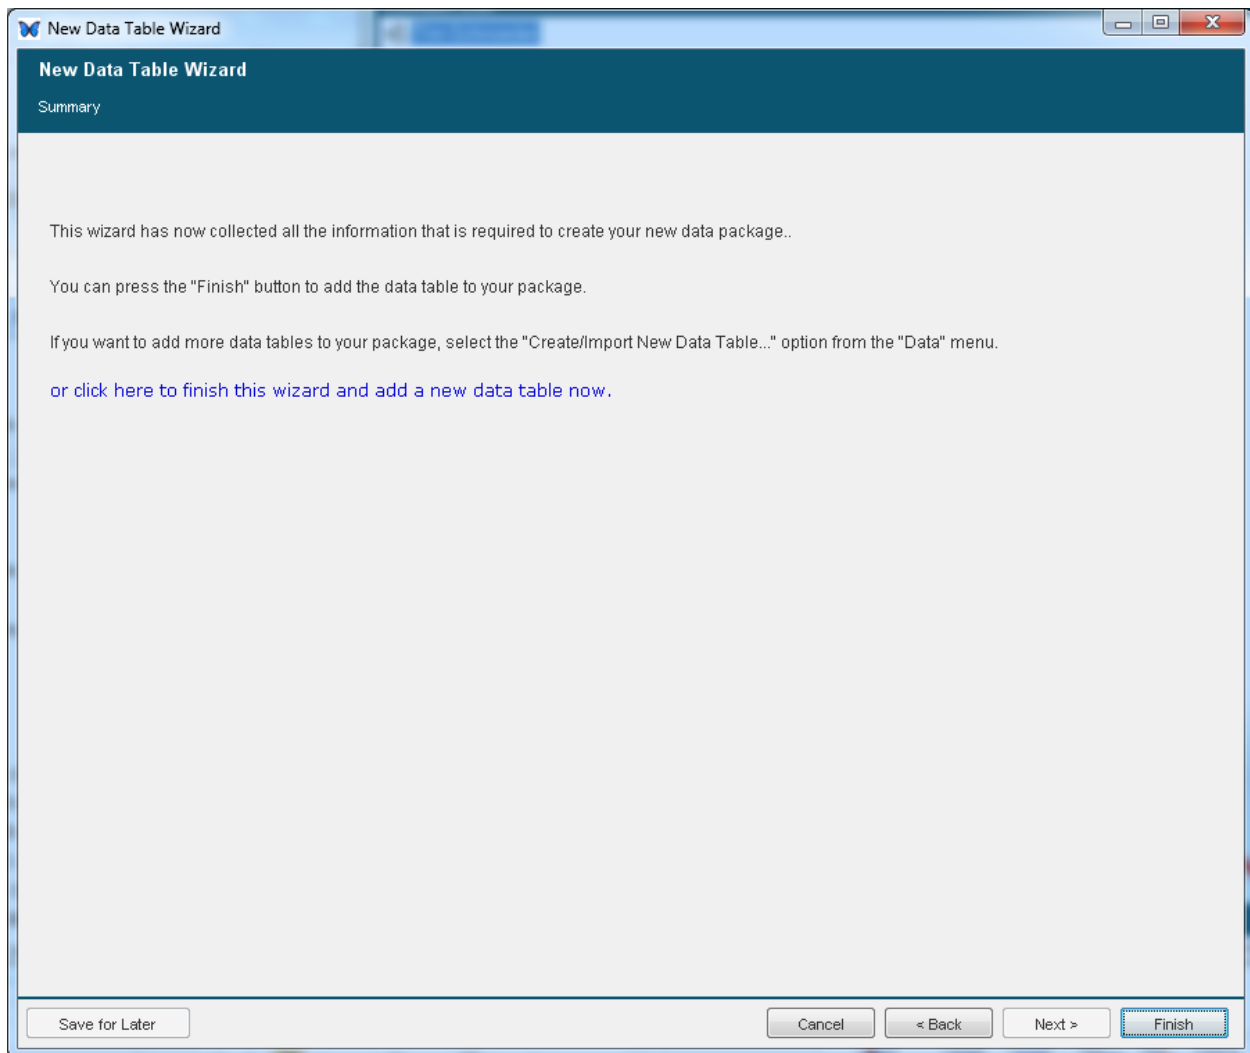 New Data Table Wizard
New Data Table Wizard
Summary
This wizard has now collected all the information that is required to create your new data package..
You can press the "Finish" button to add the data table to your package.
If you want to add more data tables to your package, select the "Create/Import New Data Table..." option from the "Data" menu.
or click here to finish this wizard and add a new data table now.
Save for Later
Cancel
< Back
Next >
Finish